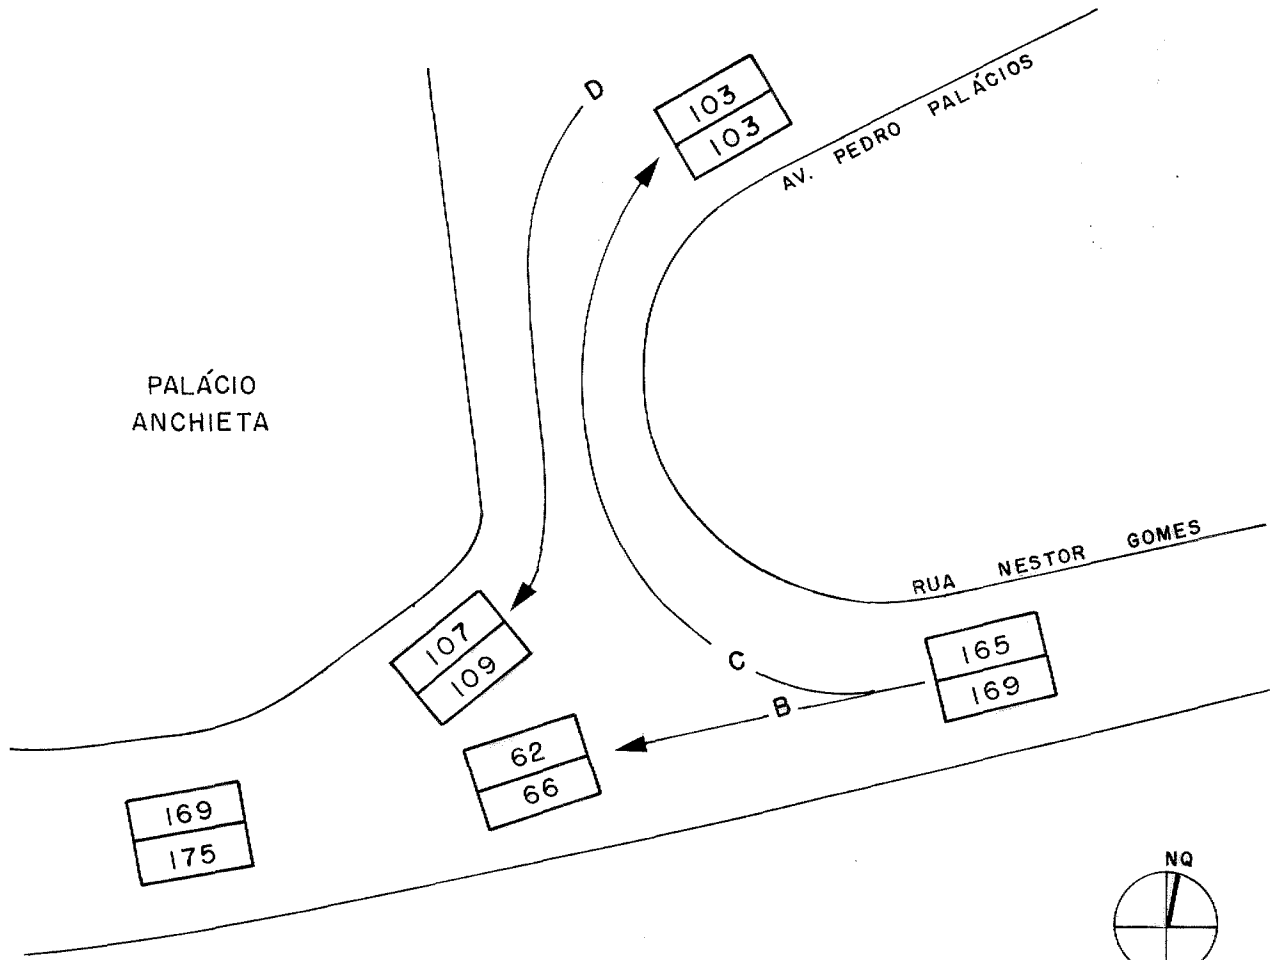 D
103
103
AV. PEDRO PALÁCIOS
PALÁCIO
ANCHIETA
RUA NESTOR GOMES
107
109
C
165
169
B
62
66
169
175
NQ